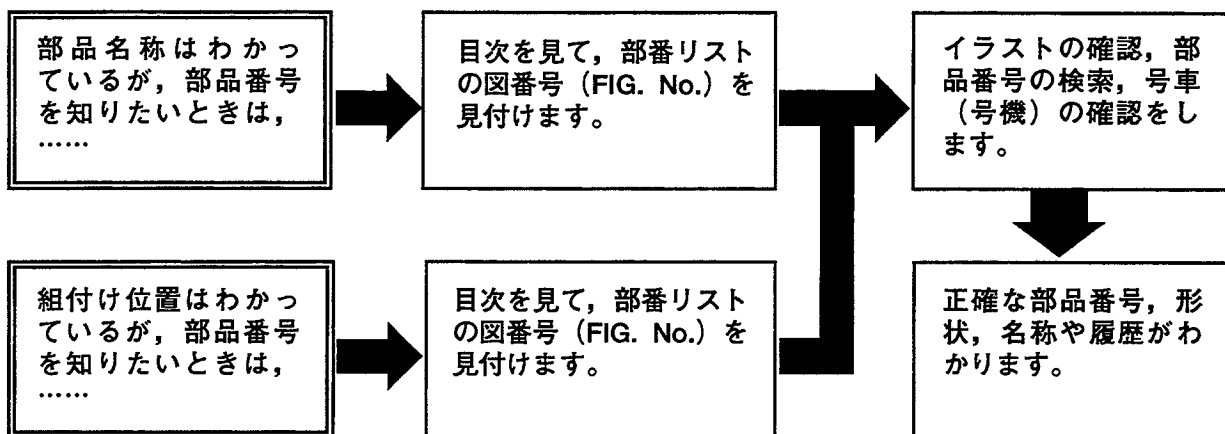 部品名称はわかっ
ているが，部品番号
を知りたいときは，
……
目次を見て，部番リスト
の図番号（FIG. No.）を
見付けます。
イラストの確認，部
品番号の検索，号車
（号機）の確認をし
ます。
組付け位置はわかっ
ているが，部品番号
を知りたいときは，
……
目次を見て，部番リスト
の図番号（FIG. No.）を
見付けます。
正確な部品番号，形
状，名称や履歴がわ
かります。